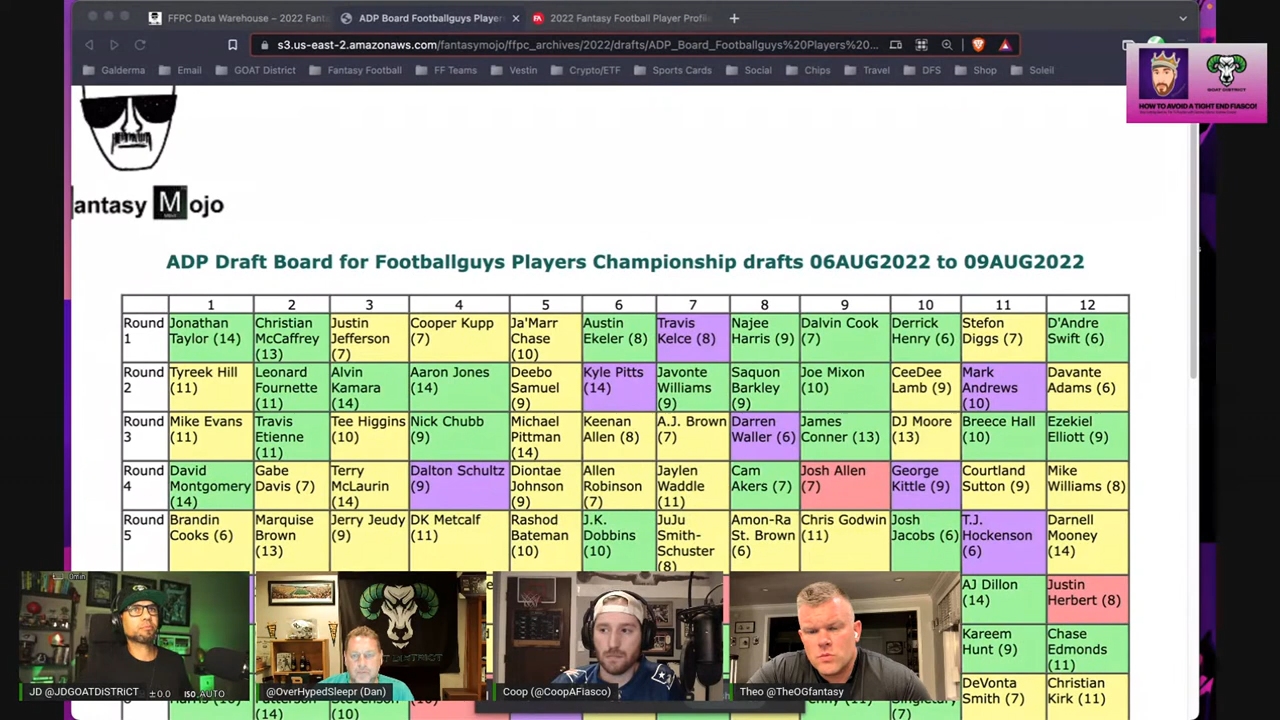 FFPC Data Warehouse – 2022 Fanta
ADP Board Footballguys Player
2022 Fantasy Football Player Profil
s3.us-east-2.amazonaws.com/fantasymojo/ffpc_archives/2022/drafts/ADP_Board_Footballguys%20Players%20...
Galderma Email GOAT District Fantasy Football FF Teams Vestin Crypto/ETF Sports Cards Social Chips Travel DFS Shop Soleil
GOAT DISTRICT
HOW TO AVOID A TIGHT END FIASCO!
antasy M ojo
ADP Draft Board for Footballguys Players Championship drafts 06AUG2022 to 09AUG2022
1 2 3 4 5 6 7 8 9 10 11 12
Round 1 Jonathan Taylor (14) Christian McCaffrey (13) Justin Jefferson (7) Cooper Kupp (7) Ja'Marr Chase (10) Austin Ekeler (8) Travis Kelce (8) Najee Harris (9) Dalvin Cook (7) Derrick Henry (6) Stefon Diggs (7) D'Andre Swift (6)
Round 2 Tyreek Hill (11) Leonard Fournette (11) Alvin Kamara (14) Aaron Jones (14) Deebo Samuel (9) Kyle Pitts (14) Javonte Williams (9) Saquon Barkley (9) Joe Mixon (10) CeeDee Lamb (9) Mark Andrews (10) Davante Adams (6)
Round 3 Mike Evans (11) Travis Etienne (11) Tee Higgins (10) Nick Chubb (9) Michael Pittman (14) Keenan Allen (8) A.J. Brown (7) Darren Waller (6) James Conner (13) DJ Moore (13) Breece Hall (10) Ezekiel Elliott (9)
Round 4 David Montgomery (14) Gabe Davis (7) Terry McLaurin (14) Dalton Schultz (9) Diontae Johnson (9) Allen Robinson (7) Jaylen Waddle (11) Cam Akers (7) Josh Allen (7) George Kittle (9) Courtland Sutton (9) Mike Williams (8)
Round 5 Brandin Cooks (6) Marquise Brown (13) Jerry Jeudy (9) DK Metcalf (11) Rashod Bateman (10) J.K. Dobbins (10) JuJu Smith-Schuster (8) Amon-Ra St. Brown (6) Chris Godwin (11) Josh Jacobs (6) T.J. Hockenson (6) Darnell Mooney (14)
AJ Dillon (14) Justin Herbert (8)
Kareem Hunt (9) Chase Edmonds (11)
DeVonta Smith (7) Christian Kirk (11)
JD @JDGOATDiSTRICT ±0.0 ISO AUTO
@OverHypedSleepr (Dan)
Coop (@CoopAFiasco)
Theo @TheOGfantasy